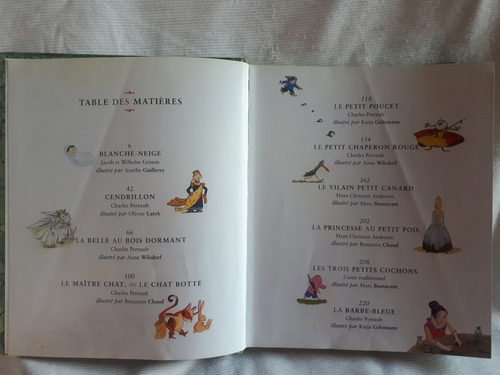 TABLE DES MATIÈRES
6
BLANCHE-NEIGE
Jacob et Wilhelm Grimm
illustré par Aurélie Guillerey
42
CENDRILLON
Charles Perrault
illustré par Olivier Latyk
66
LA BELLE AU BOIS DORMANT
Charles Perrault
illustré par Anne Wilsdorf
100
LE MAÎTRE CHAT, OU LE CHAT BOTTÉ
Charles Perrault
illustré par Benjamin Chaud
118
LE PETIT POUCET
Charles Perrault
illustré par Katja Gehrmann
134
LE PETIT CHAPERON ROUGE
Charles Perrault
illustré par Anne Wilsdorf
142
LE VILAIN PETIT CANARD
Hans Christian Andersen
illustré par Marc Boutavant
202
LA PRINCESSE AU PETIT POIS
Hans Christian Andersen
illustré par Benjamin Chaud
208
LES TROIS PETITS COCHONS
Conte traditionnel
illustré par Marc Boutavant
220
LA BARBE-BLEUE
Charles Perrault
illustré par Katja Gehrmann